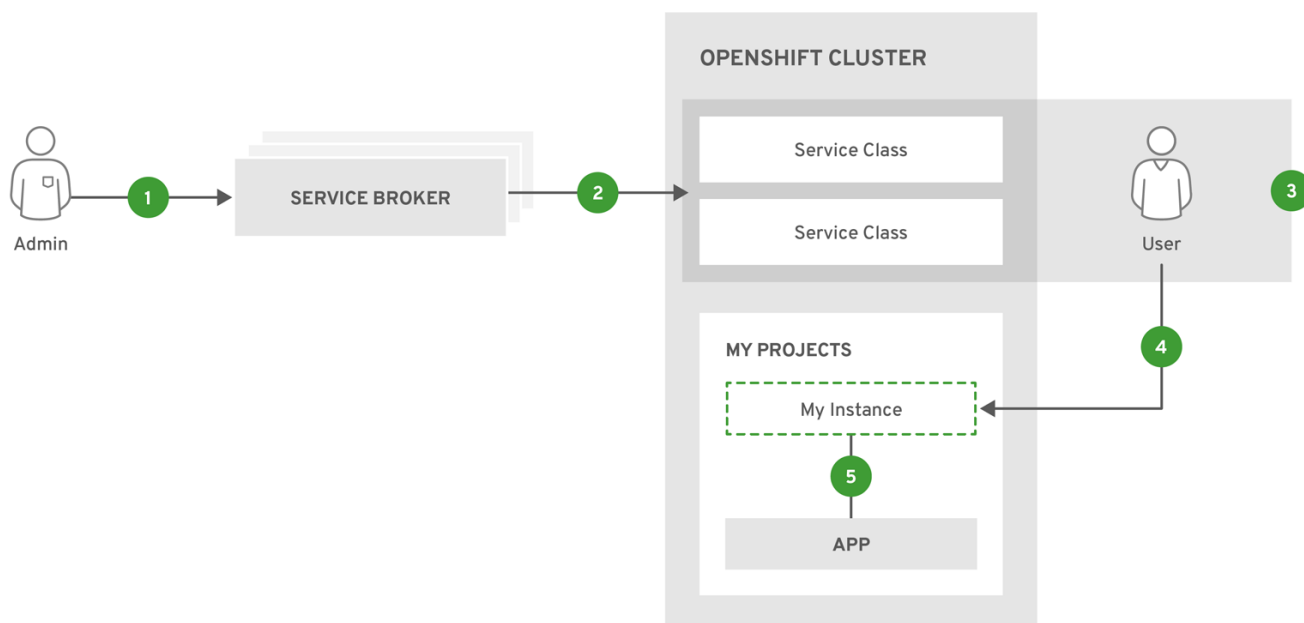 OPENSHIFT CLUSTER
Service Class
1
SERVICE BROKER
2
3
Service Class
Admin
User
MY PROJECTS
4
My Instance
5
APP